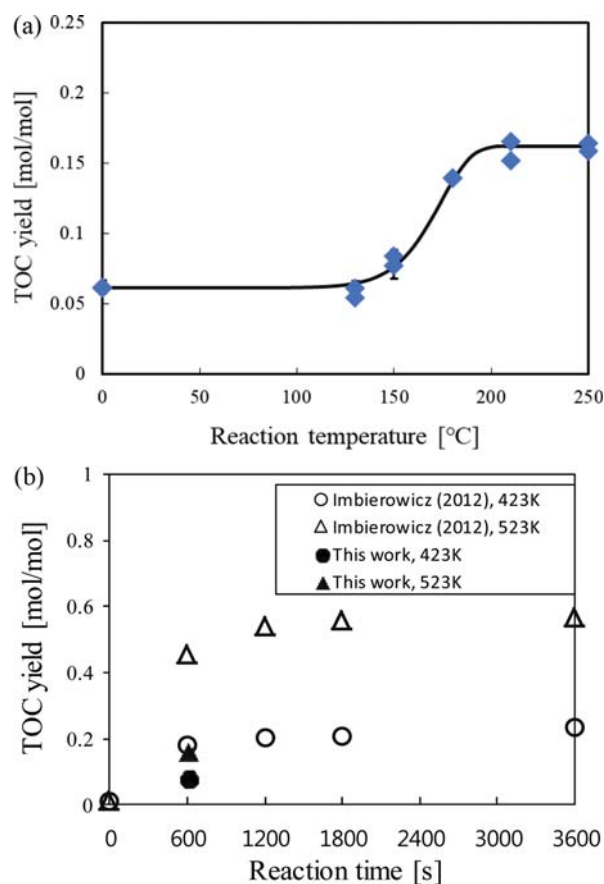 (a)
0.25
0.2
0.15
0.1
0.05
0
TOC yield [mol/mol]
0 50 100 150 200 250
Reaction temperature [°C]
(b)
1
0.8
0.6
0.4
0.2
0
TOC yield [mol/mol]
Imbierowicz (2012), 423K
Imbierowicz (2012), 523K
This work, 423K
This work, 523K
0 600 1200 1800 2400 3000 3600
Reaction time [s]